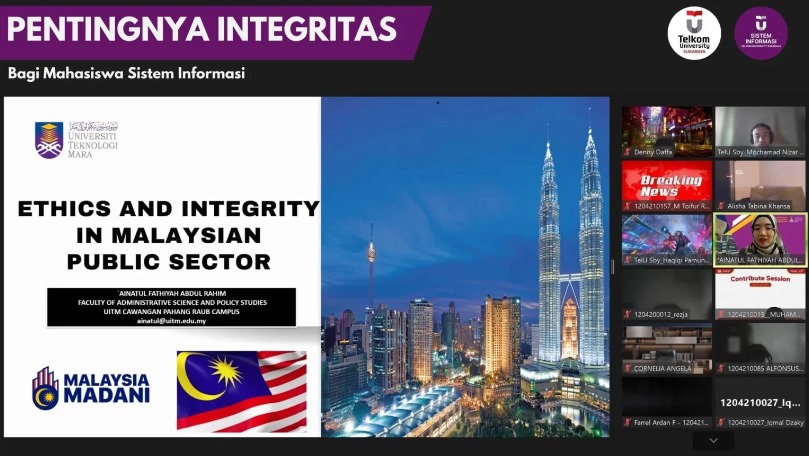 PENTINGNYA INTEGRITAS
Bagi Mahasiswa Sistem Informasi
Telkom
University
SURABAYA
SISTEM
INFORMASI
UNIVERSITI
TEKNOLOGI
MARA
ETHICS AND INTEGRITY
IN MALAYSIAN
PUBLIC SECTOR
'AINATUL FATHIYAH ABDUL RAHIM
FACULTY OF ADMINISTRATIVE SCIENCE AND POLICY STUDIES
UITM CAWANGAN PAHANG RAUB CAMPUS
ainatul@uitm.edu.my
MALAYSIA
MADANI
Denny Daffa
TelU Sby_Mochamad Nizar ...
Breaking
News
1204210157_M Toifur R...
Alisha Tabina Khansa
TelU Sby_Haqiqi Pamun...
'AINATUL FATHIYAH ABDUL...
Contribute Session
1204200012_rezja
1204210015__MUHAM...
CORNELIA ANGELA
1204210085 ALFONSUS...
1204210027_Iq...
Farrel Ardan F - 120421...
1204210027_Iqmal Dzaky